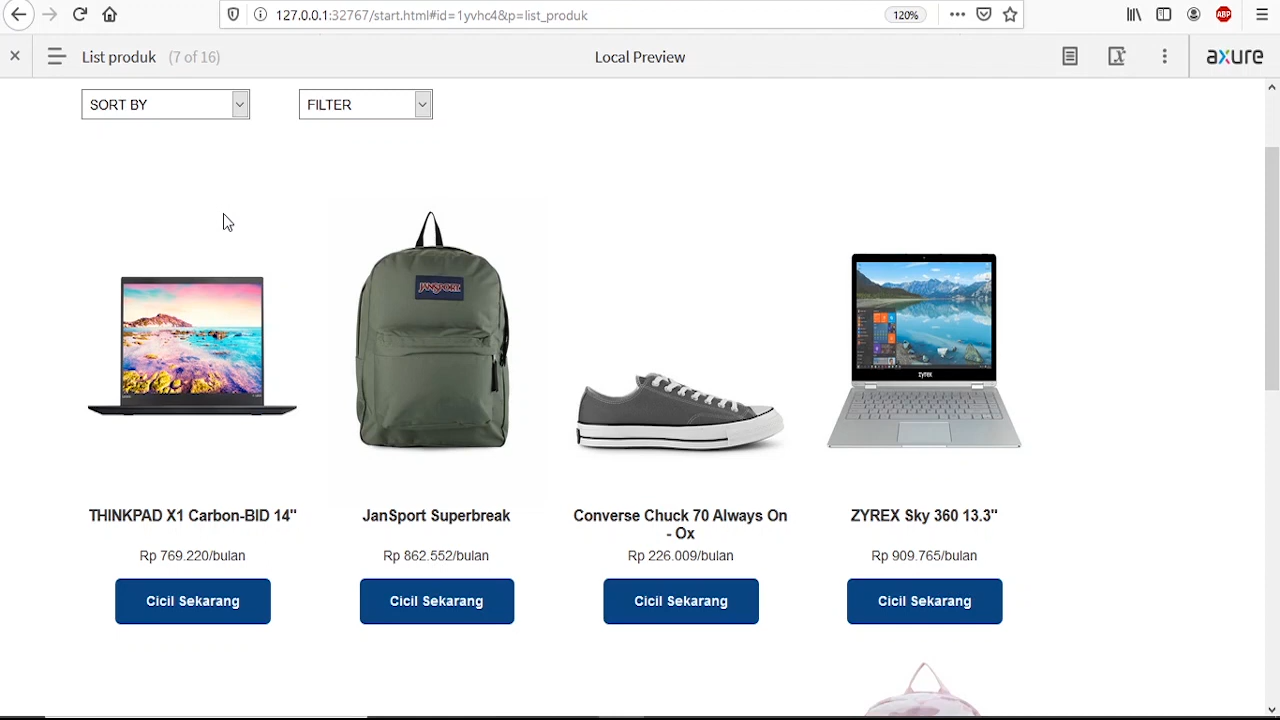 127.0.0.1:32767/start.html#id=1yvhc4&p=list_produk
120%
ABP
List produk (7 of 16)
Local Preview
axure
SORT BY
FILTER
JANSPORT
zyrex
THINKPAD X1 Carbon-BID 14"
Rp 769.220/bulan
Cicil Sekarang
JanSport Superbreak
Rp 862.552/bulan
Cicil Sekarang
Converse Chuck 70 Always On
- Ox
Rp 226.009/bulan
Cicil Sekarang
ZYREX Sky 360 13.3"
Rp 909.765/bulan
Cicil Sekarang